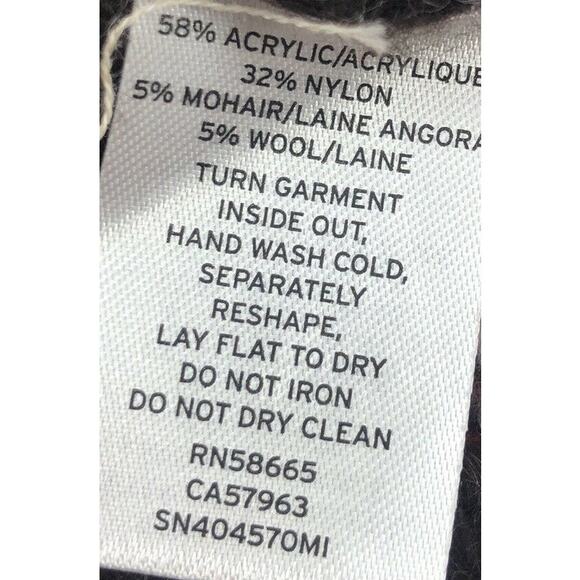 58% ACRYLIC/ACRYLIQUE
32% NYLON
5% MOHAIR/LAINE ANGORA
5% WOOL/LAINE
TURN GARMENT
INSIDE OUT,
HAND WASH COLD,
SEPARATELY
RESHAPE,
LAY FLAT TO DRY
DO NOT IRON
DO NOT DRY CLEAN
RN58665
CA57963
SN404570MI